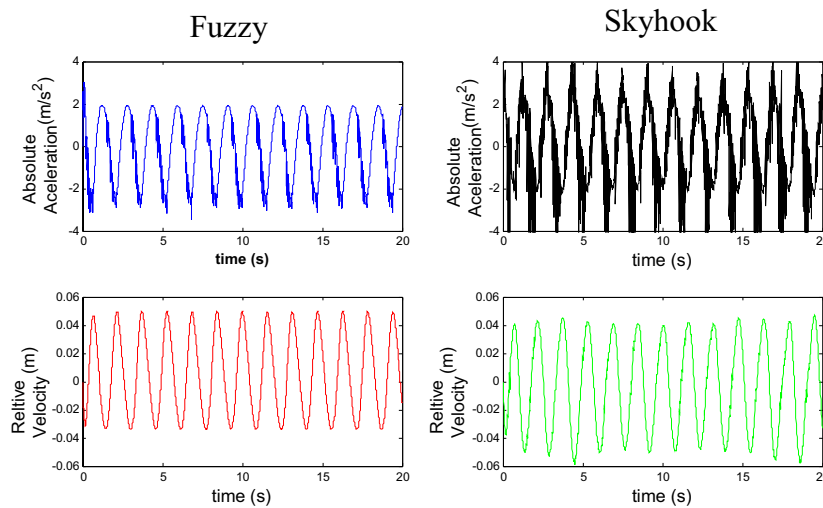 Fuzzy
Skyhook
Absolute
Aceleration(m/s²)
4
2
0
-2
-4
0 5 10 15 20
time (s)
Absolute
Aceleration(m/s²)
4
2
0
-2
-4
0 5 10 15 20
time (s)
Reltive
Velocity (m)
0.06
0.04
0.02
0
-0.02
-0.04
-0.06
0 5 10 15 20
time (s)
Reltive
Velocity (m)
0.06
0.04
0.02
0
-0.02
-0.04
-0.06
0 5 10 15 20
time (s)